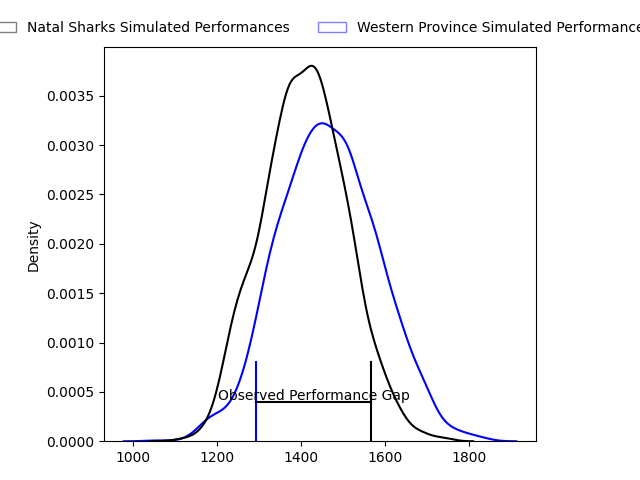 Natal Sharks Simulated Performances
Western Province Simulated Performance
0.0035
0.0030
0.0025
0.0020
0.0015
0.0010
0.0005
0.0000
Density
Observed Performance Gap
1000 1200 1400 1600 1800